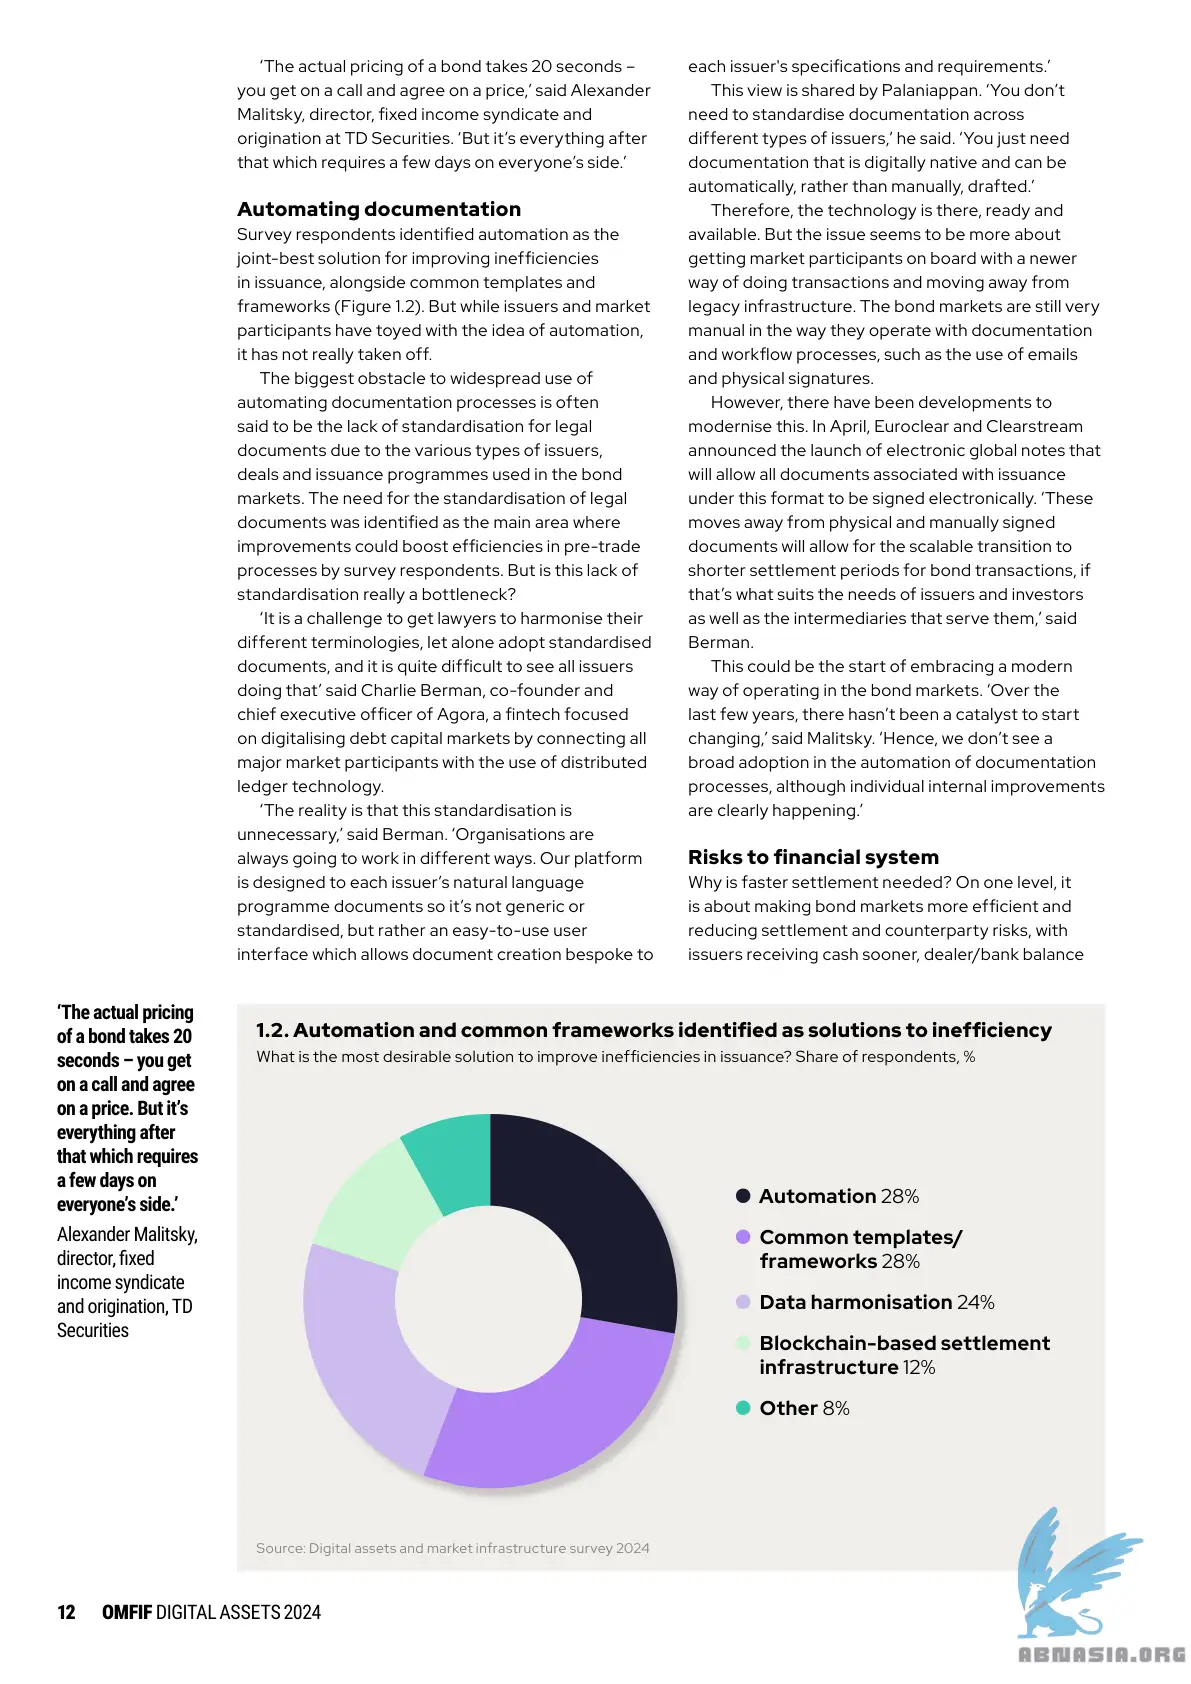 ‘The actual pricing of a bond takes 20 seconds –
you get on a call and agree on a price,’ said Alexander
Malitsky, director, fixed income syndicate and
origination at TD Securities. ‘But it’s everything after
that which requires a few days on everyone’s side.’
Automating documentation
Survey respondents identified automation as the
joint-best solution for improving inefficiencies
in issuance, alongside common templates and
frameworks (Figure 1.2). But while issuers and market
participants have toyed with the idea of automation,
it has not really taken off.
The biggest obstacle to widespread use of
automating documentation processes is often
said to be the lack of standardisation for legal
documents due to the various types of issuers,
deals and issuance programmes used in the bond
markets. The need for the standardisation of legal
documents was identified as the main area where
improvements could boost efficiencies in pre-trade
processes by survey respondents. But is this lack of
standardisation really a bottleneck?
‘It is a challenge to get lawyers to harmonise their
different terminologies, let alone adopt standardised
documents, and it is quite difficult to see all issuers
doing that’ said Charlie Berman, co-founder and
chief executive officer of Agora, a fintech focused
on digitalising debt capital markets by connecting all
major market participants with the use of distributed
ledger technology.
‘The reality is that this standardisation is
unnecessary,’ said Berman. ‘Organisations are
always going to work in different ways. Our platform
is designed to each issuer’s natural language
programme documents so it’s not generic or
standardised, but rather an easy-to-use user
interface which allows document creation bespoke to
each issuer's specifications and requirements.’
This view is shared by Palaniappan. ‘You don’t
need to standardise documentation across
different types of issuers,’ he said. ‘You just need
documentation that is digitally native and can be
automatically, rather than manually, drafted.’
Therefore, the technology is there, ready and
available. But the issue seems to be more about
getting market participants on board with a newer
way of doing transactions and moving away from
legacy infrastructure. The bond markets are still very
manual in the way they operate with documentation
and workflow processes, such as the use of emails
and physical signatures.
However, there have been developments to
modernise this. In April, Euroclear and Clearstream
announced the launch of electronic global notes that
will allow all documents associated with issuance
under this format to be signed electronically. ‘These
moves away from physical and manually signed
documents will allow for the scalable transition to
shorter settlement periods for bond transactions, if
that’s what suits the needs of issuers and investors
as well as the intermediaries that serve them,’ said
Berman.
This could be the start of embracing a modern
way of operating in the bond markets. ‘Over the
last few years, there hasn’t been a catalyst to start
changing,’ said Malitsky. ‘Hence, we don’t see a
broad adoption in the automation of documentation
processes, although individual internal improvements
are clearly happening.’
Risks to financial system
Why is faster settlement needed? On one level, it
is about making bond markets more efficient and
reducing settlement and counterparty risks, with
issuers receiving cash sooner, dealer/bank balance
‘The actual pricing
of a bond takes 20
seconds – you get
on a call and agree
on a price. But it’s
everything after
that which requires
a few days on
everyone’s side.’
Alexander Malitsky,
director, fixed
income syndicate
and origination, TD
Securities
1.2. Automation and common frameworks identified as solutions to inefficiency
What is the most desirable solution to improve inefficiencies in issuance? Share of respondents, %
Automation 28%
Common templates/
frameworks 28%
Data harmonisation 24%
Blockchain-based settlement
infrastructure 12%
Other 8%
Source: Digital assets and market infrastructure survey 2024
12 OMFIF DIGITAL ASSETS 2024
ABNASIA.ORG